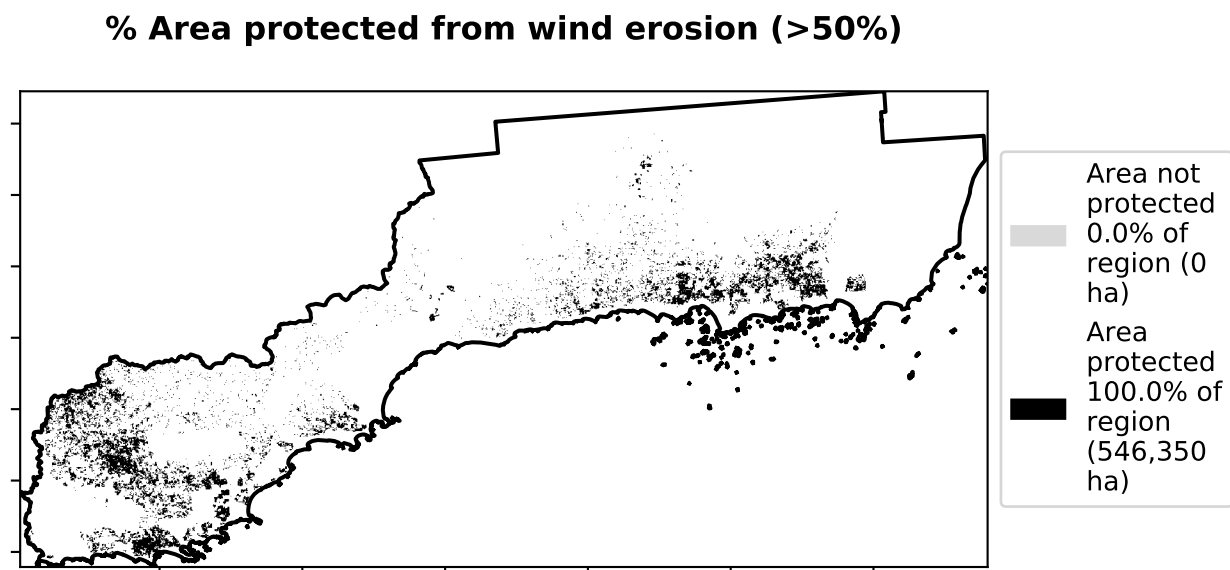 % Area protected from wind erosion (>50%)
Area not
protected
0.0% of
region (0
ha)
Area
protected
100.0% of
region
(546,350
ha)